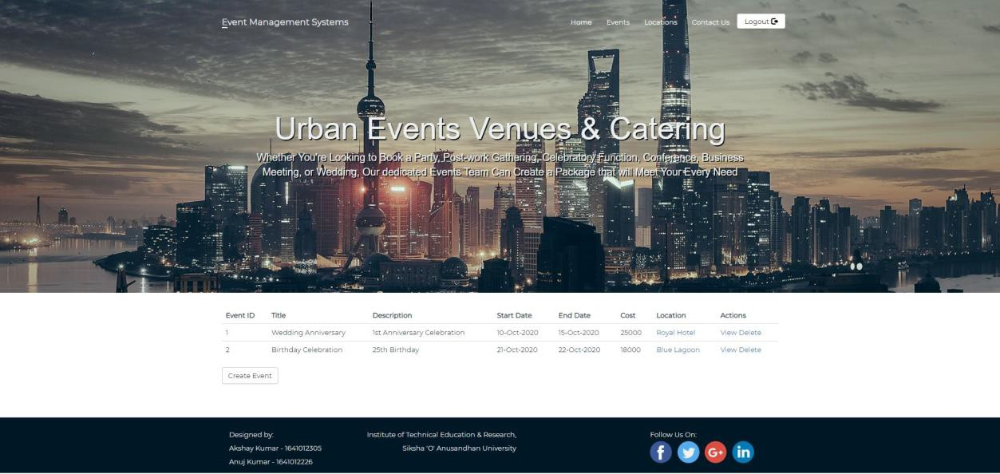 Event Management Systems
Home Events Locations Contact Us Logout
Urban Events Venues & Catering
Whether You're Looking to Book a Party, Post-work Gathering, Celebratory Function, Conference, Business
Meeting, or Wedding, Our dedicated Events Team Can Create a Package that will Meet Your Every Need
Event ID Title Description Start Date End Date Cost Location Actions
1 Wedding Anniversary 1st Anniversary Celebration 10-Oct-2020 15-Oct-2020 25000 Royal Hotel View Delete
2 Birthday Celebration 25th Birthday 21-Oct-2020 22-Oct-2020 18000 Blue Lagoon View Delete
Create Event
Designed by:
Akshay Kumar - 1641012305
Anuj Kumar - 1641012226
Institute of Technical Education & Research,
Siksha 'O' Anusandhan University
Follow Us On:
f G+ in